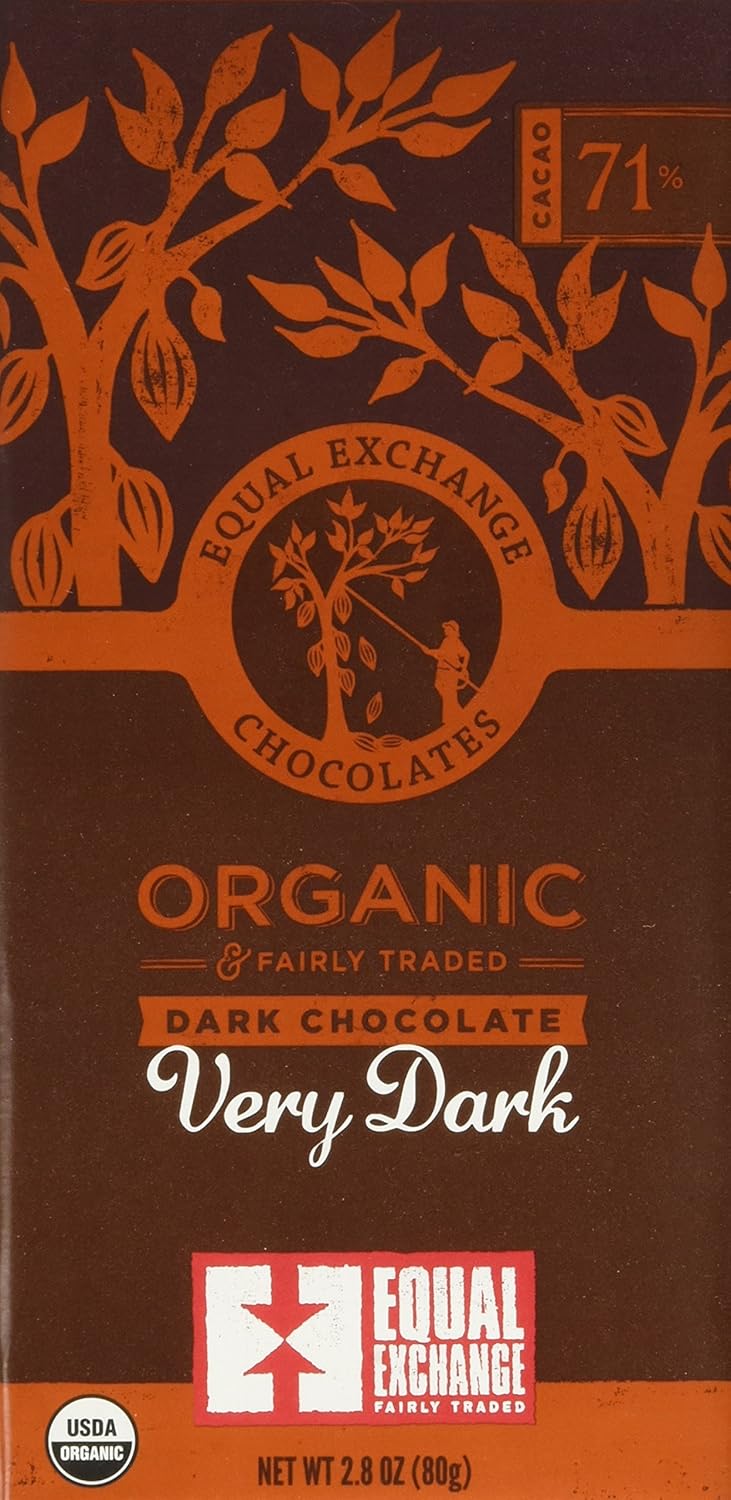 CACAO 71%
EQUAL EXCHANGE
CHOCOLATES
ORGANIC
& FAIRLY TRADED
DARK CHOCOLATE
Very Dark
EQUAL
EXCHANGE
FAIRLY TRADED
USDA
ORGANIC
NET WT 2.8 OZ (80g)